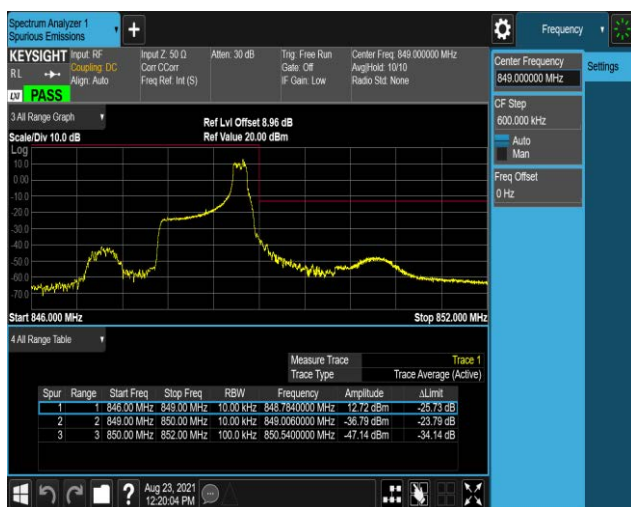 Spectrum Analyzer 1
Spurious Emissions
+
Frequency
KEYSIGHT
RL
Input: RF
Coupling: DC
Align: Auto
Input Z: 50 Ω
Corr CCorr
Freq Ref: Int (S)
Atten: 30 dB
Trig: Free Run
Gate: Off
IF Gain: Low
Center Freq: 849.000000 MHz
Avg|Hold: 10/10
Radio Std: None
LXI PASS
3 All Range Graph
Scale/Div 10.0 dB
Ref Lvl Offset 8.96 dB
Ref Value 20.00 dBm
Log
10.0
0.00
-10.0
-20.0
-30.0
-40.0
-50.0
-60.0
-70.0
Start 846.000 MHz
Stop 852.000 MHz
4 All Range Table
Measure Trace Trace 1
Trace Type Trace Average (Active)
Spur Range Start Freq Stop Freq RBW Frequency Amplitude ΔLimit
1 1 846.00 MHz 849.00 MHz 10.00 kHz 848.7840000 MHz 12.72 dBm -25.73 dB
2 2 849.00 MHz 850.00 MHz 10.00 kHz 849.0060000 MHz -36.79 dBm -23.79 dB
3 3 850.00 MHz 852.00 MHz 100.0 kHz 850.5400000 MHz -47.14 dBm -34.14 dB
Center Frequency
849.000000 MHz
Settings
CF Step
600.000 kHz
Auto
Man
Freq Offset
0 Hz
?
Aug 23, 2021
12:20:04 PM